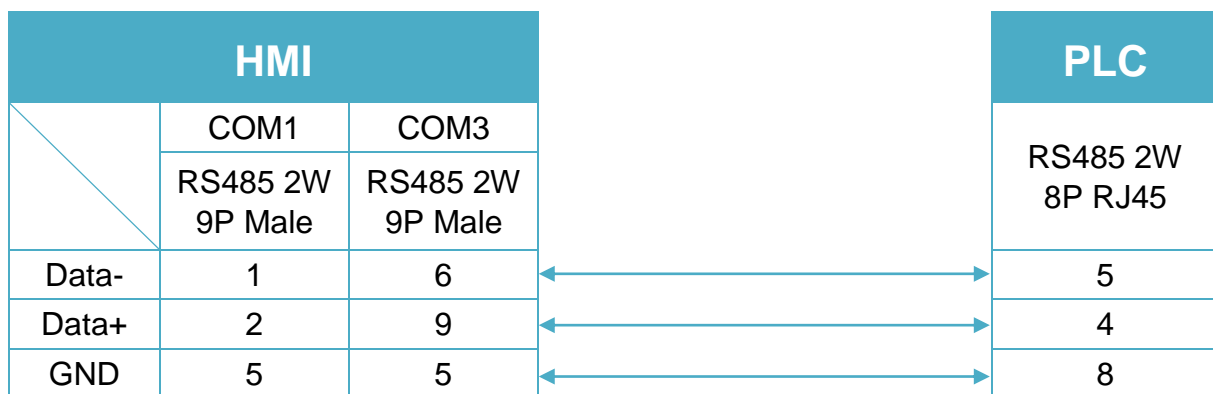 HMI PLC
COM1 COM3
RS485 2W
9P Male
RS485 2W
9P Male
RS485 2W
8P RJ45
Data- 1 6 5
Data+ 2 9 4
GND 5 5 8